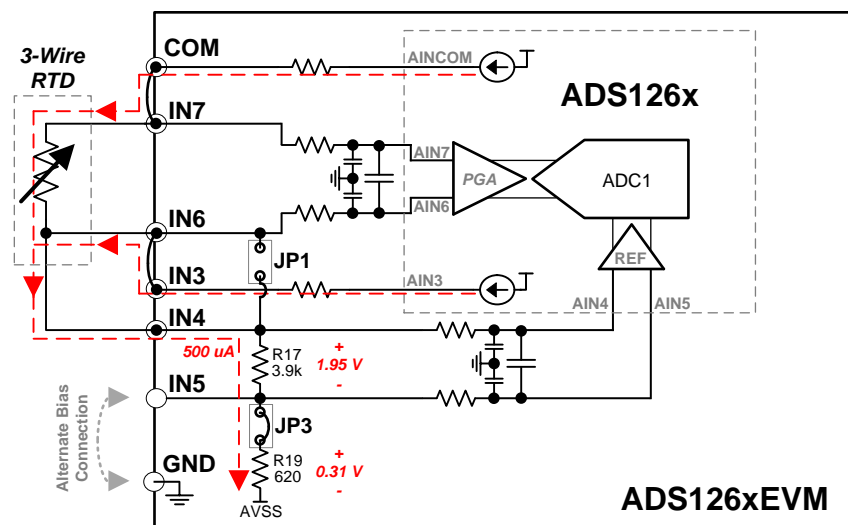 COM
3-Wire
RTD
AINCOM
ADS126x
IN7
AIN7
PGA
ADC1
AIN6
IN6
JP1
REF
IN3
AIN3
AIN4
AIN5
IN4
500 uA
R17
3.9k
+
1.95 V
-
IN5
JP3
Alternate Bias
Connection
R19
620
+
0.31 V
-
GND
AVSS
ADS126xEVM